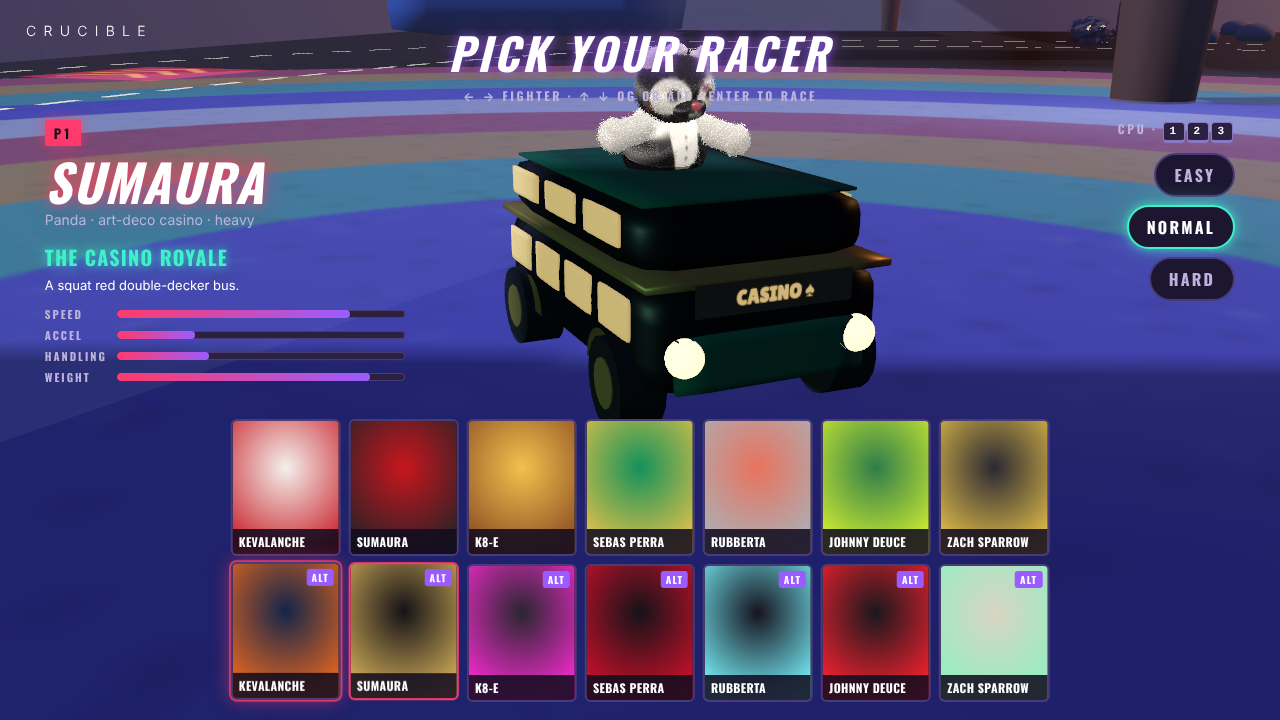 CRUCIBLE
PICK YOUR RACER
← → FIGHTER · ↑ ↓ OG ENTER TO RACE
P1
SUMAURA
Panda · art-deco casino · heavy
THE CASINO ROYALE
A squat red double-decker bus.
SPEED
ACCEL
HANDLING
WEIGHT
CASINO ♠
CPU · 1 2 3
EASY
NORMAL
HARD
KEVALANCHE
SUMAURA
K8-E
SEBAS PERRA
RUBBERTA
JOHNNY DEUCE
ZACH SPARROW
ALT
KEVALANCHE
ALT
SUMAURA
ALT
K8-E
ALT
SEBAS PERRA
ALT
RUBBERTA
ALT
JOHNNY DEUCE
ALT
ZACH SPARROW